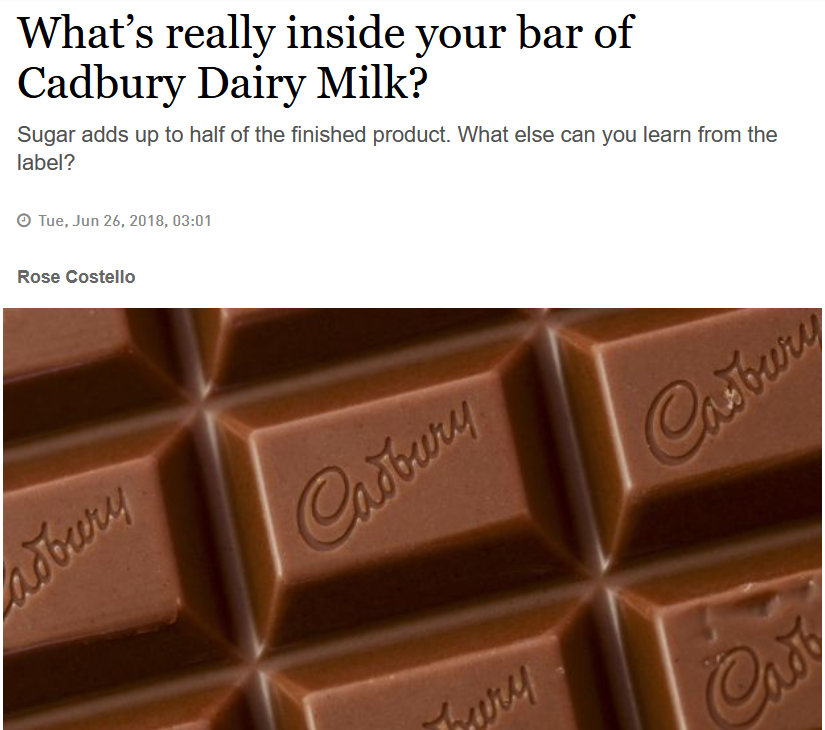 What’s really inside your bar of
Cadbury Dairy Milk?
Sugar adds up to half of the finished product. What else can you learn from the
label?
Tue, Jun 26, 2018, 03:01
Rose Costello
Cadbury
Cadbury
adbury
bury
Cadb